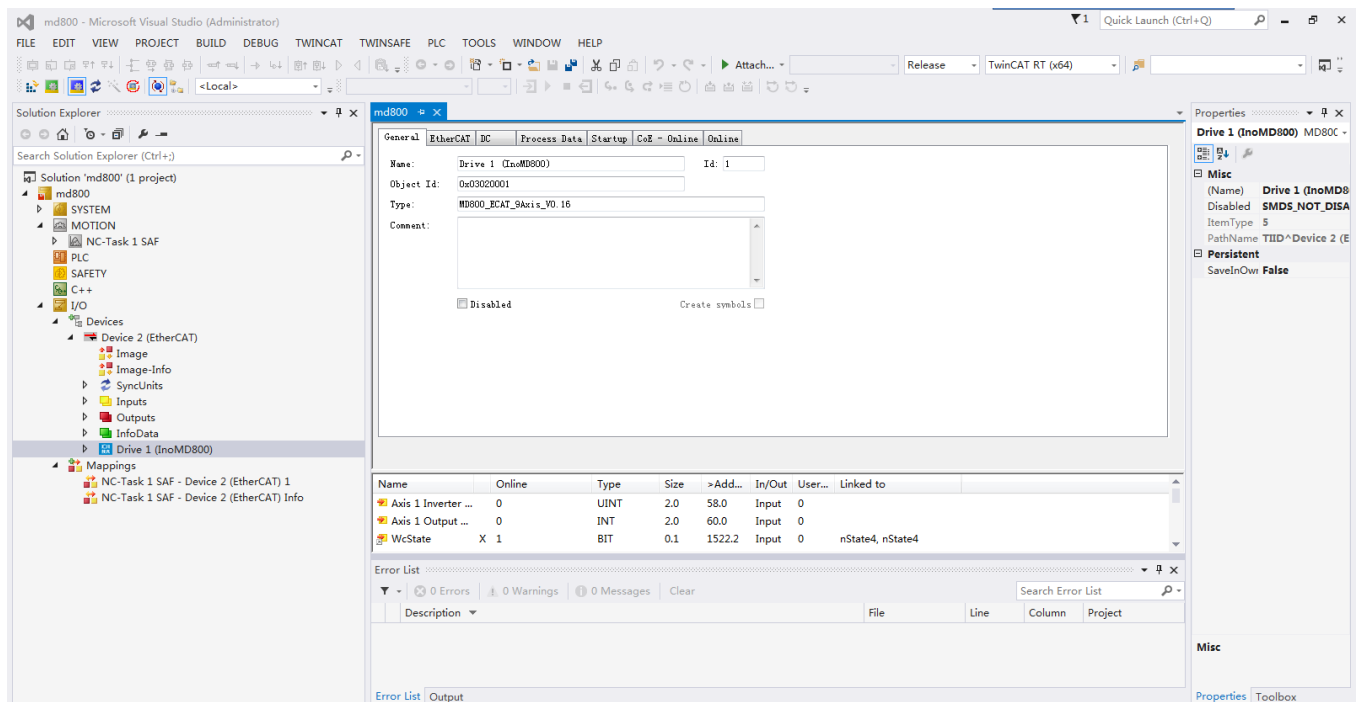 md800 - Microsoft Visual Studio (Administrator)
1 Quick Launch (Ctrl+Q)
FILE EDIT VIEW PROJECT BUILD DEBUG TWINCAT TWINSAFE PLC TOOLS WINDOW HELP
Attach... Release TwinCAT RT (x64)
<Local>
Solution Explorer
Search Solution Explorer (Ctrl+;)
Solution 'md800' (1 project)
md800
SYSTEM
MOTION
NC-Task 1 SAF
PLC
SAFETY
C++
I/O
Devices
Device 2 (EtherCAT)
Image
Image-Info
SyncUnits
Inputs
Outputs
InfoData
Drive 1 (InoMD800)
Mappings
NC-Task 1 SAF - Device 2 (EtherCAT) 1
NC-Task 1 SAF - Device 2 (EtherCAT) Info
md800
General EtherCAT DC Process Data Startup CoE - Online Online
Name: Drive 1 (InoMD800) Id: 1
Object Id: 0x03020001
Type: MD800_ECAT_9Axis_V0.16
Comment:
Disabled Create symbols
Name Online Type Size >Add... In/Out User... Linked to
Axis 1 Inverter ... 0 UINT 2.0 58.0 Input 0
Axis 1 Output ... 0 INT 2.0 60.0 Input 0
WcState X 1 BIT 0.1 1522.2 Input 0 nState4, nState4
Error List
0 Errors 0 Warnings 0 Messages Clear Search Error List
Description File Line Column Project
Error List Output
Properties
Drive 1 (InoMD800) MD80C
Misc
(Name) Drive 1 (InoMD8
Disabled SMDS_NOT_DISA
ItemType 5
PathName TIID^Device 2 (E
Persistent
SaveInOwn False
Misc
Properties Toolbox